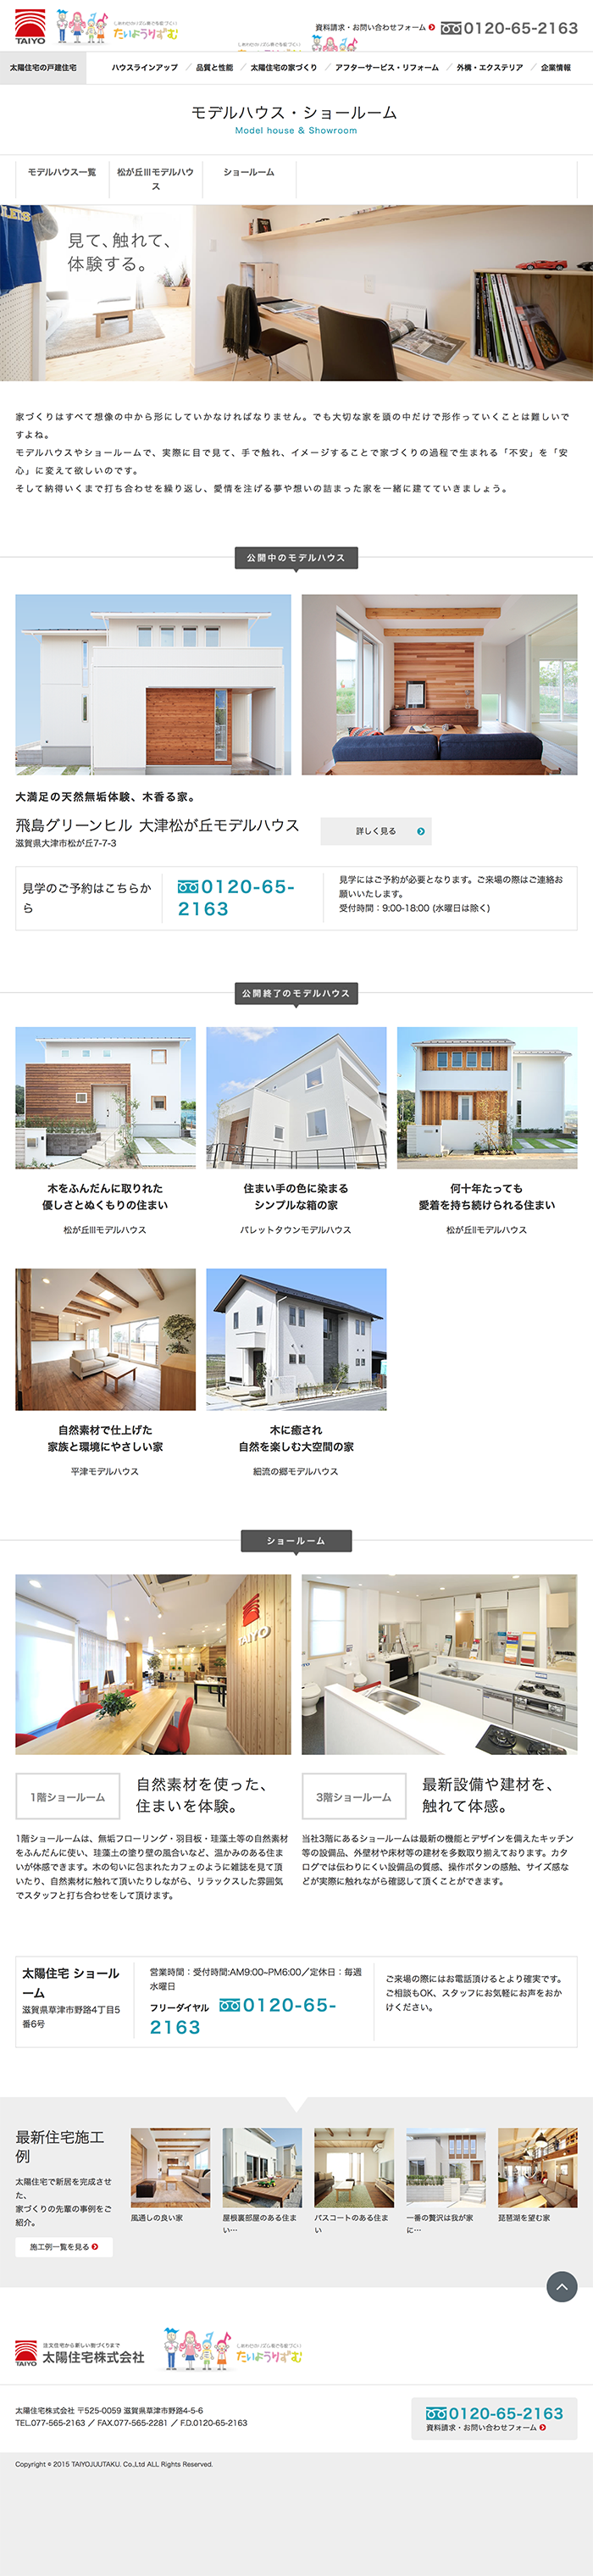 TAIYO
たいようりずむ
資料請求・お問い合わせフォーム
0120-65-2163
太陽住宅の戸建住宅
ハウスラインアップ ／ 品質と性能 ／ 太陽住宅の家づくり ／ アフターサービス・リフォーム ／ 外構・エクステリア ／ 企業情報
モデルハウス・ショールーム
Model house & Showroom
モデルハウス一覧
松が丘Ⅲモデルハウ
ス
ショールーム
見て、触れて、
体験する。
家づくりはすべて想像の中から形にしていかなければなりません。でも大切な家を頭の中だけで形作っていくことは難しいで
すよね。
モデルハウスやショールームで、実際に目で見て、手で触れ、イメージすることで家づくりの過程で生まれる「不安」を「安
心」に変えて欲しいのです。
そして納得いくまで打ち合わせを繰り返し、愛情を注げる夢や想いの詰まった家を一緒に建てていきましょう。
公開中のモデルハウス
大満足の天然無垢体験、木香る家。
飛島グリーンヒル 大津松が丘モデルハウス
滋賀県大津市松が丘7-7-3
詳しく見る
見学のご予約はこちらか
ら
0120-65-
2163
見学にはご予約が必要となります。ご来場の際はご連絡お
願いいたします。
受付時間：9:00-18:00 (水曜日は除く)
公開終了のモデルハウス
木をふんだんに取りれた
優しさとぬくもりの住まい
松が丘Ⅲモデルハウス
住まい手の色に染まる
シンプルな箱の家
パレットタウンモデルハウス
何十年たっても
愛着を持ち続けられる住まい
松が丘Ⅱモデルハウス
自然素材で仕上げた
家族と環境にやさしい家
平津モデルハウス
木に癒され
自然を楽しむ大空間の家
細流の郷モデルハウス
ショールーム
TAIYO
1階ショールーム
自然素材を使った、
住まいを体験。
1階ショールームは、無垢フローリング・羽目板・珪藻土等の自然素材
をふんだんに使い、珪藻土の塗り壁の風合いなど、温かみのある住ま
いが体感できます。木の匂いに包まれたカフェのように雑誌を見て頂
いたり、自然素材に触れて頂いたりしながら、リラックスした雰囲気
でスタッフと打ち合わせをして頂けます。
3階ショールーム
最新設備や建材を、
触れて体感。
当社3階にあるショールームは最新の機能とデザインを備えたキッチン
等の設備品、外壁材や床材等の建材を多数取り揃えております。カタ
ログでは伝わりにくい設備品の質感、操作ボタンの感触、サイズ感な
どが実際に触れながら確認して頂くことができます。
太陽住宅 ショール
ーム
滋賀県草津市野路4丁目5
番6号
営業時間：受付時間:AM9:00~PM6:00／定休日：毎週
水曜日
フリーダイヤル 0120-65-
2163
ご来場の際にはお電話頂けるとより確実です。
ご相談もOK、スタッフにお気軽にお声をおか
けください。
最新住宅施工
例
太陽住宅で新居を完成させ
た、
家づくりの先輩の事例をご
紹介。
施工例一覧を見る
風通しの良い家
屋根裏部屋のある住ま
い…
バスコートのある住ま
い
一番の贅沢は我が家
に…
琵琶湖を望む家
TAIYO
注文住宅から新しい街づくりまで
太陽住宅株式会社
たいようりずむ
太陽住宅株式会社 〒525-0059 滋賀県草津市野路4-5-6
TEL.077-565-2163 ／ FAX.077-565-2281 ／ F.D.0120-65-2163
0120-65-2163
資料請求・お問い合わせフォーム
Copyright © 2015 TAIYOJUUTAKU. Co.,Ltd ALL Rights Reserved.